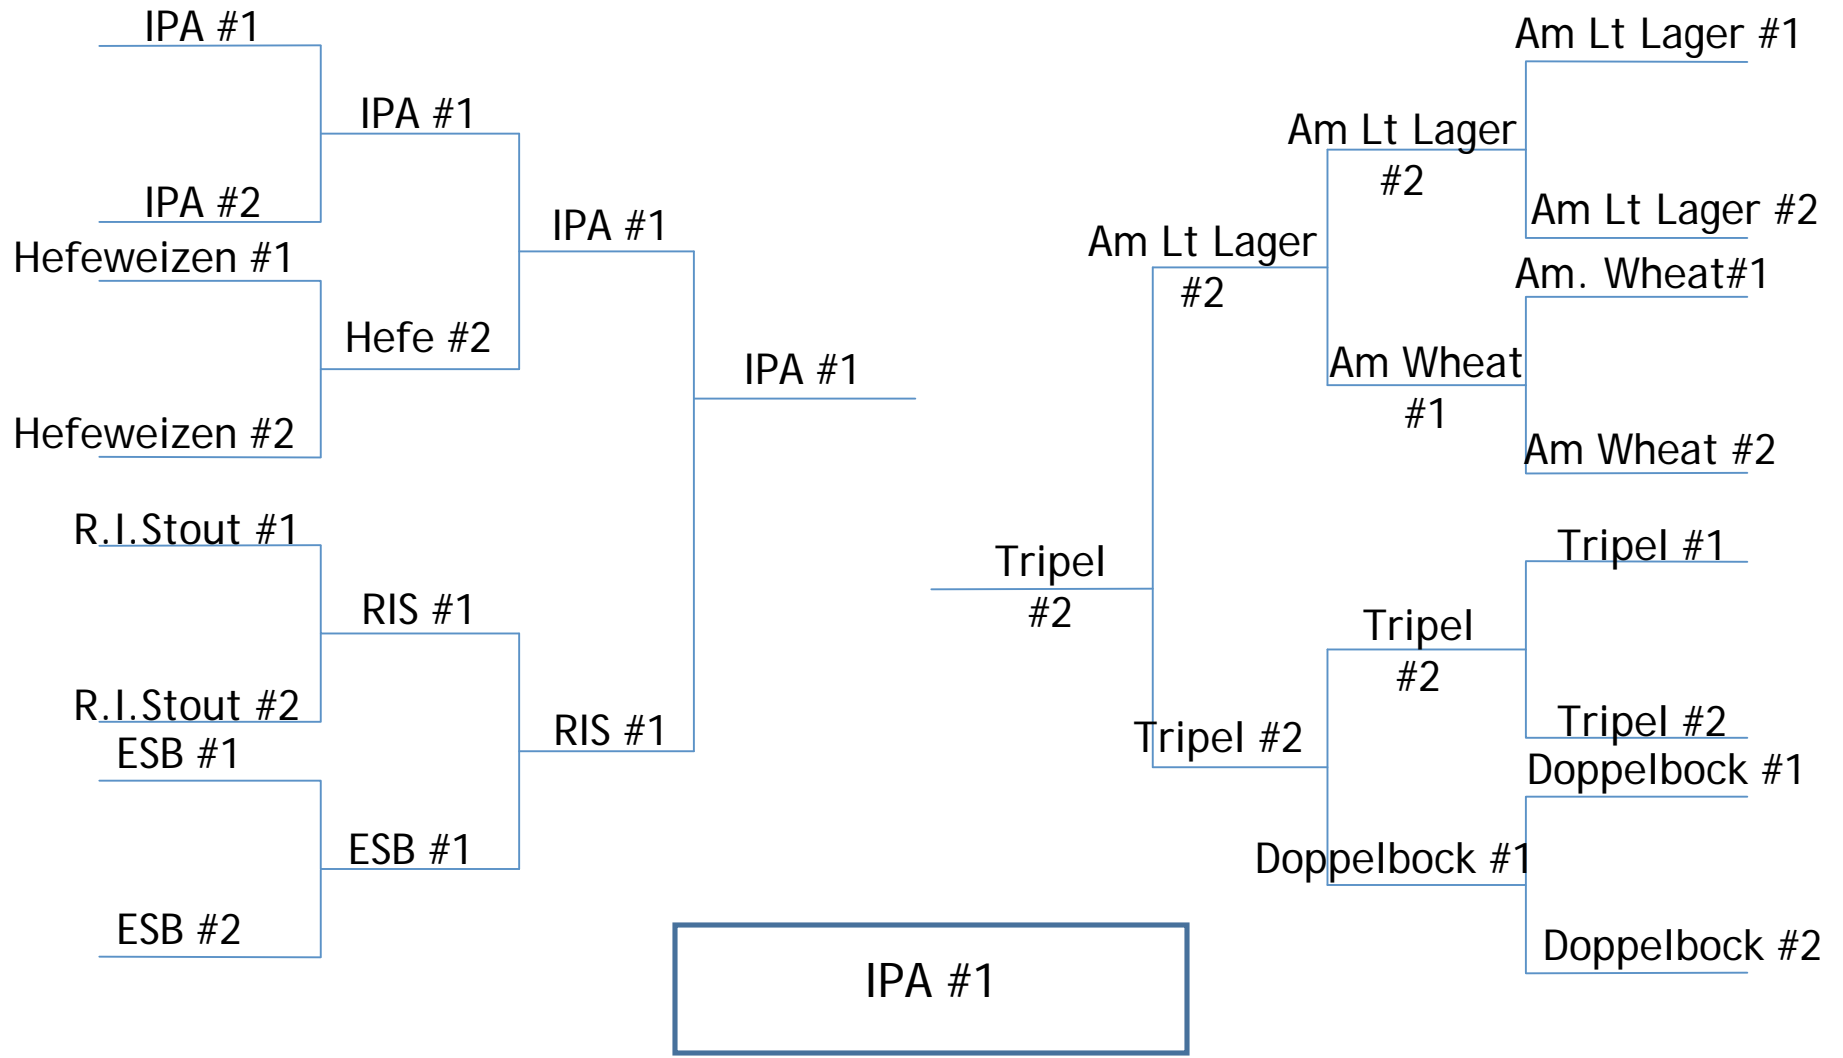 IPA #1
IPA #2
Hefeweizen #1
Hefeweizen #2
R.I.Stout #1
R.I.Stout #2
ESB #1
ESB #2
IPA #1
Hefe #2
RIS #1
ESB #1
IPA #1
RIS #1
IPA #1
Tripel
#2
Am Lt Lager
#2
Tripel #2
Am Lt Lager
#2
Am Wheat
#1
Tripel
#2
Doppelbock #1
Am Lt Lager #1
Am Lt Lager #2
Am. Wheat#1
Am Wheat #2
Tripel #1
Tripel #2
Doppelbock #1
Doppelbock #2
IPA #1